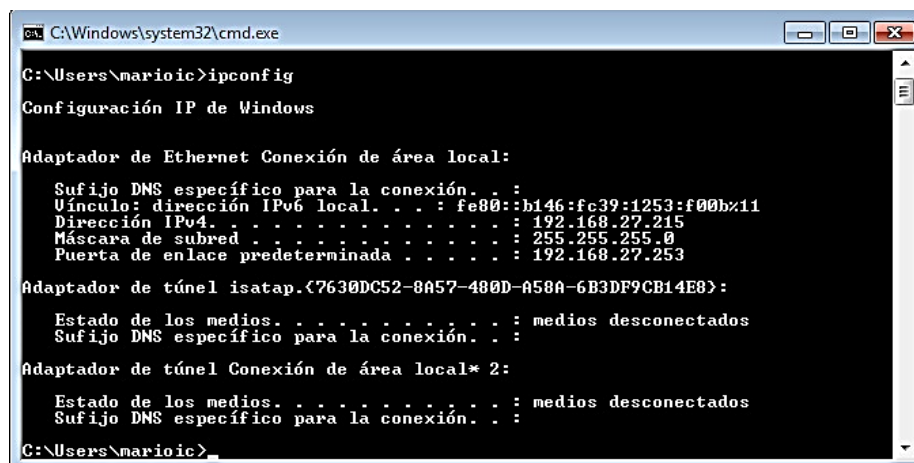 C:\Windows\system32\cmd.exe
C:\Users\marioic>ipconfig
Configuración IP de Windows
Adaptador de Ethernet Conexión de área local:
Sufijo DNS específico para la conexión. . :
Vínculo: dirección IPv6 local. . . : fe80::b146:fc39:1253:f00b%11
Dirección IPv4. . . . . . . . . . . . . . : 192.168.27.215
Máscara de subred . . . . . . . . . . . . : 255.255.255.0
Puerta de enlace predeterminada . . . . . : 192.168.27.253
Adaptador de túnel isatap.{7630DC52-8A57-480D-A58A-6B3DF9CB14E8}:
Estado de los medios. . . . . . . . . . . : medios desconectados
Sufijo DNS específico para la conexión. . :
Adaptador de túnel Conexión de área local* 2:
Estado de los medios. . . . . . . . . . . : medios desconectados
Sufijo DNS específico para la conexión. . :
C:\Users\marioic>_